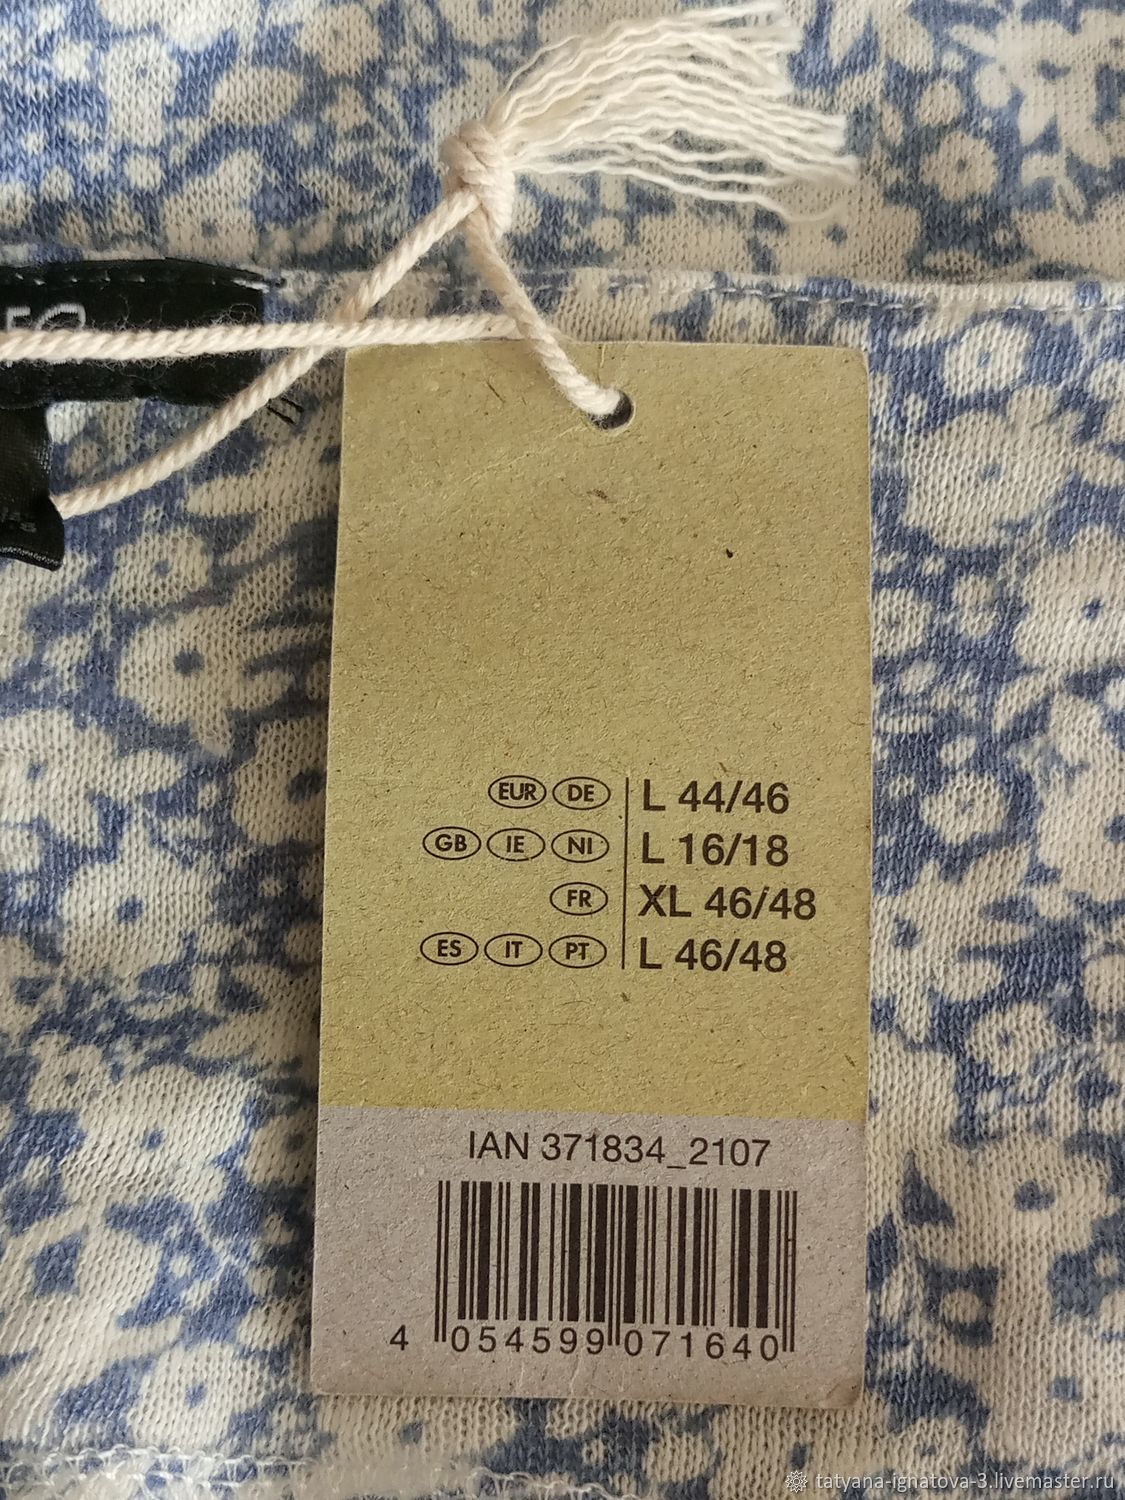 EUR DE L 44/46
GB IE NI L 16/18
FR XL 46/48
ES IT PT L 46/48
IAN 371834_2107
4 054599 071640
tatyana-ignatova-3.livemaster.ru